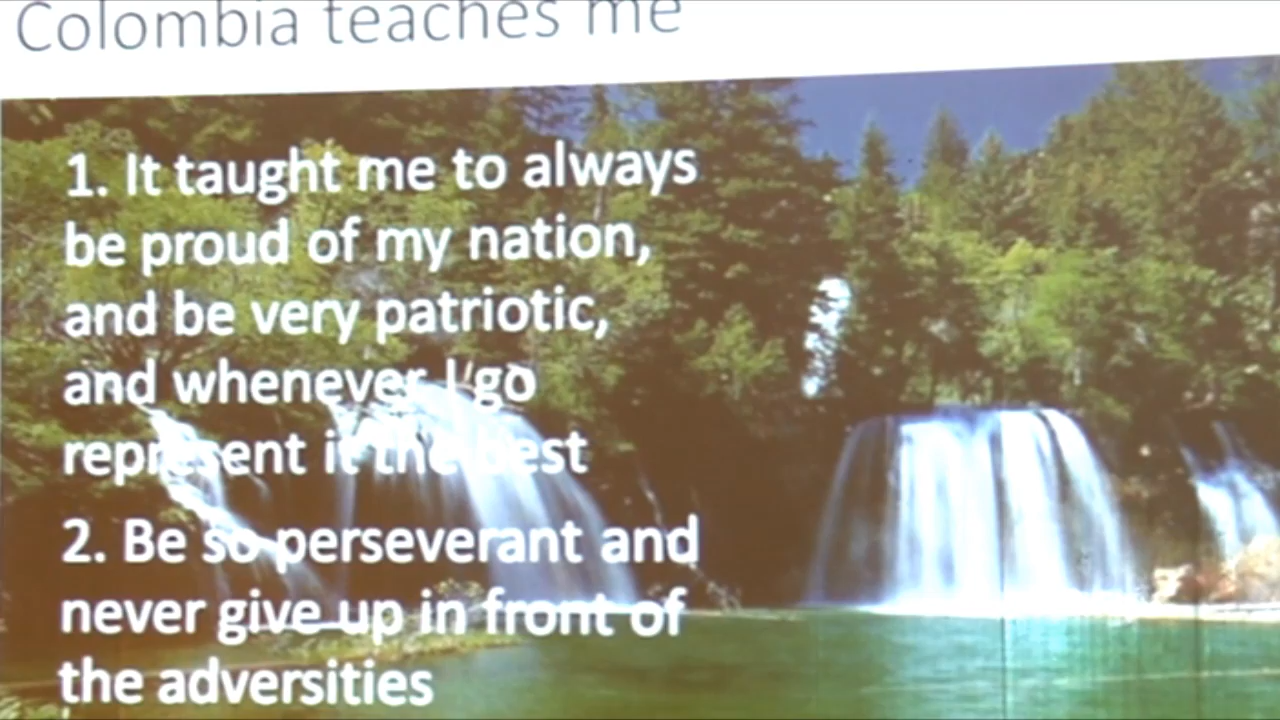 Colombia teaches me
1. It taught me to always
be proud of my nation,
and be very patriotic,
and whenever I go
represent it the best
2. Be so perseverant and
never give up in front of
the adversities